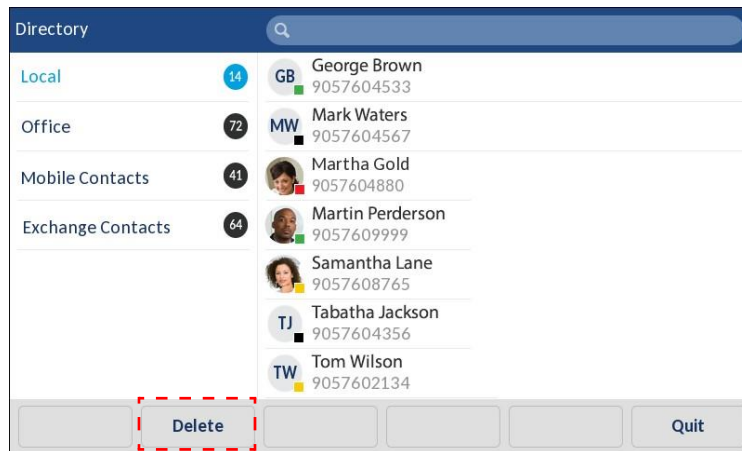 Directory
Local 14
Office 72
Mobile Contacts 41
Exchange Contacts 64
GB George Brown
9057604533
MW Mark Waters
9057604567
Martha Gold
9057604880
Martin Perderson
9057609999
Samantha Lane
9057608765
TJ Tabatha Jackson
9057604356
TW Tom Wilson
9057602134
Delete Quit